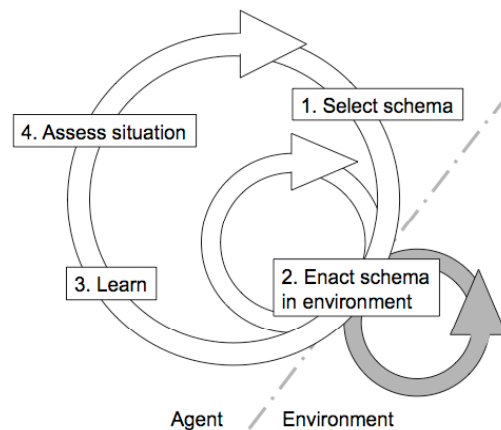 1. Select schema
4. Assess situation
2. Enact schema
in environment
3. Learn
Agent
Environment